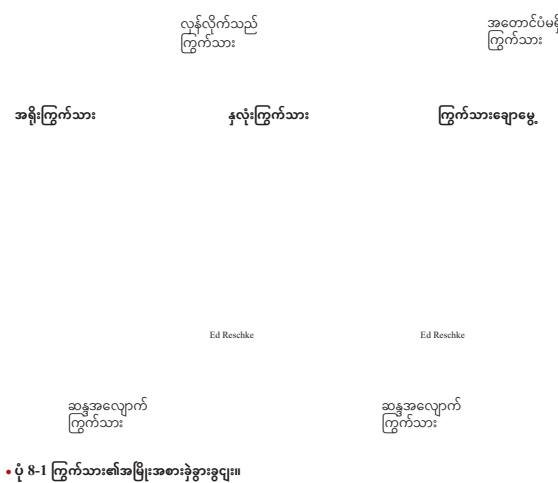 လှုန်လိုက်သည်
ကြွက်သား
အတောင်ပံမရှိ
ကြွက်သား
အရိုးကြွက်သား
နှလုံးကြွက်သား
ကြွက်သားချောမွေ့
Ed Reschke
Ed Reschke
ဆန္ဒအလျောက်
ကြွက်သား
ဆန္ဒအလျောက်
ကြွက်သား
• ပုံ 8-1 ကြွက်သား၏အမြိုးအစားခွဲခွားခွငျး။